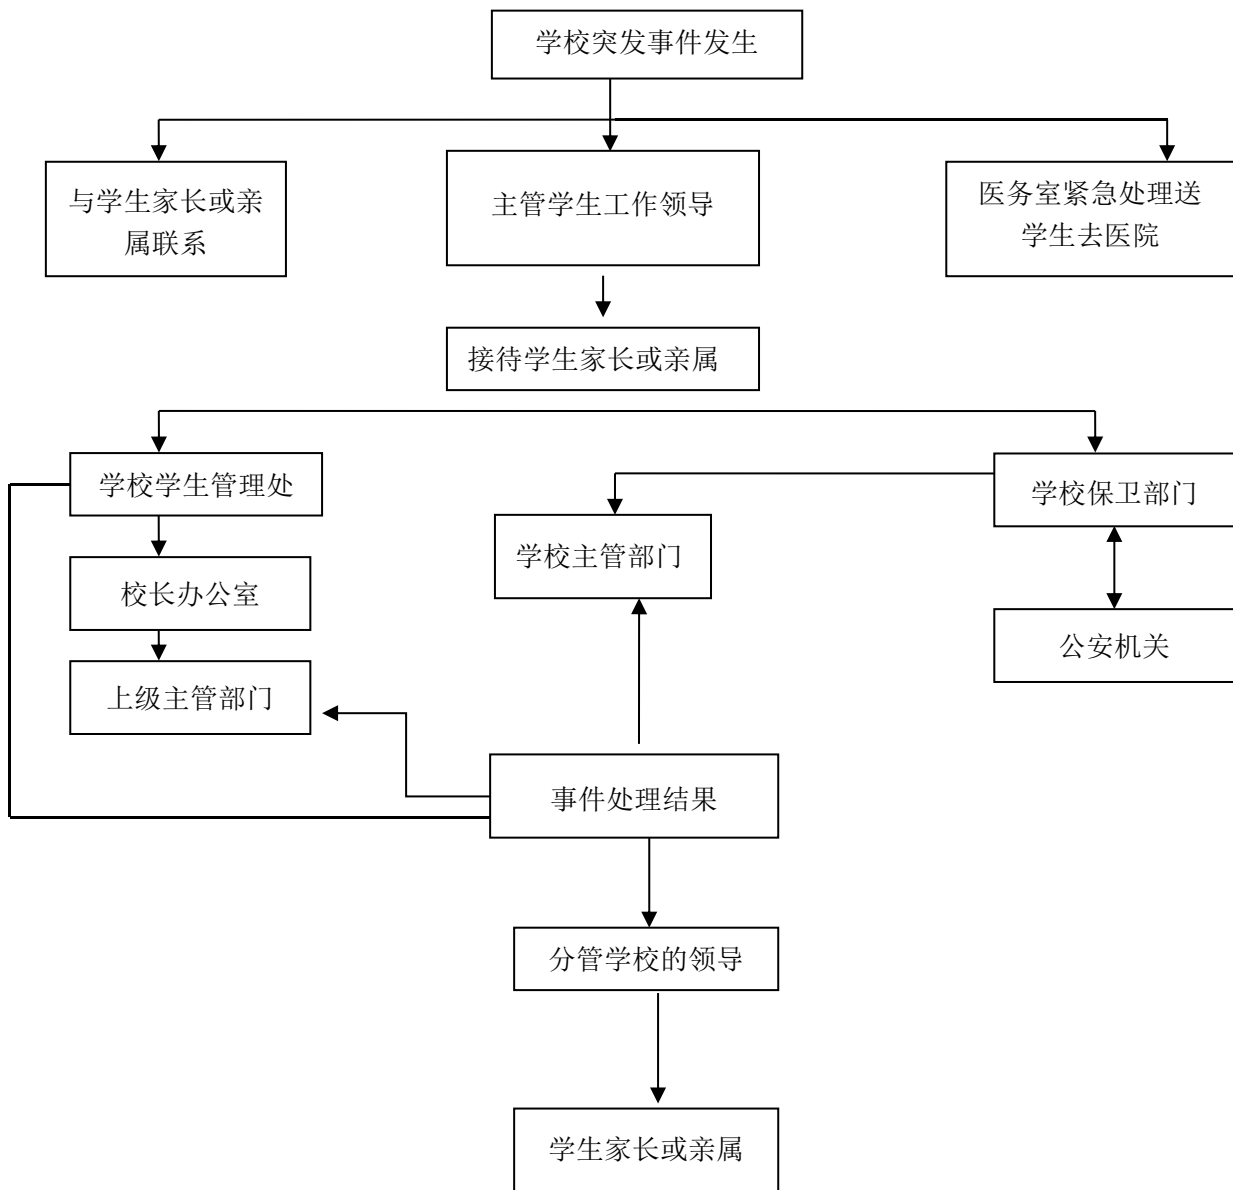 学校突发事件发生
与学生家长或亲
属联系
主管学生工作领导
医务室紧急处理送
学生去医院
接待学生家长或亲属
学校学生管理处
学校保卫部门
学校主管部门
校长办公室
公安机关
上级主管部门
事件处理结果
分管学校的领导
学生家长或亲属